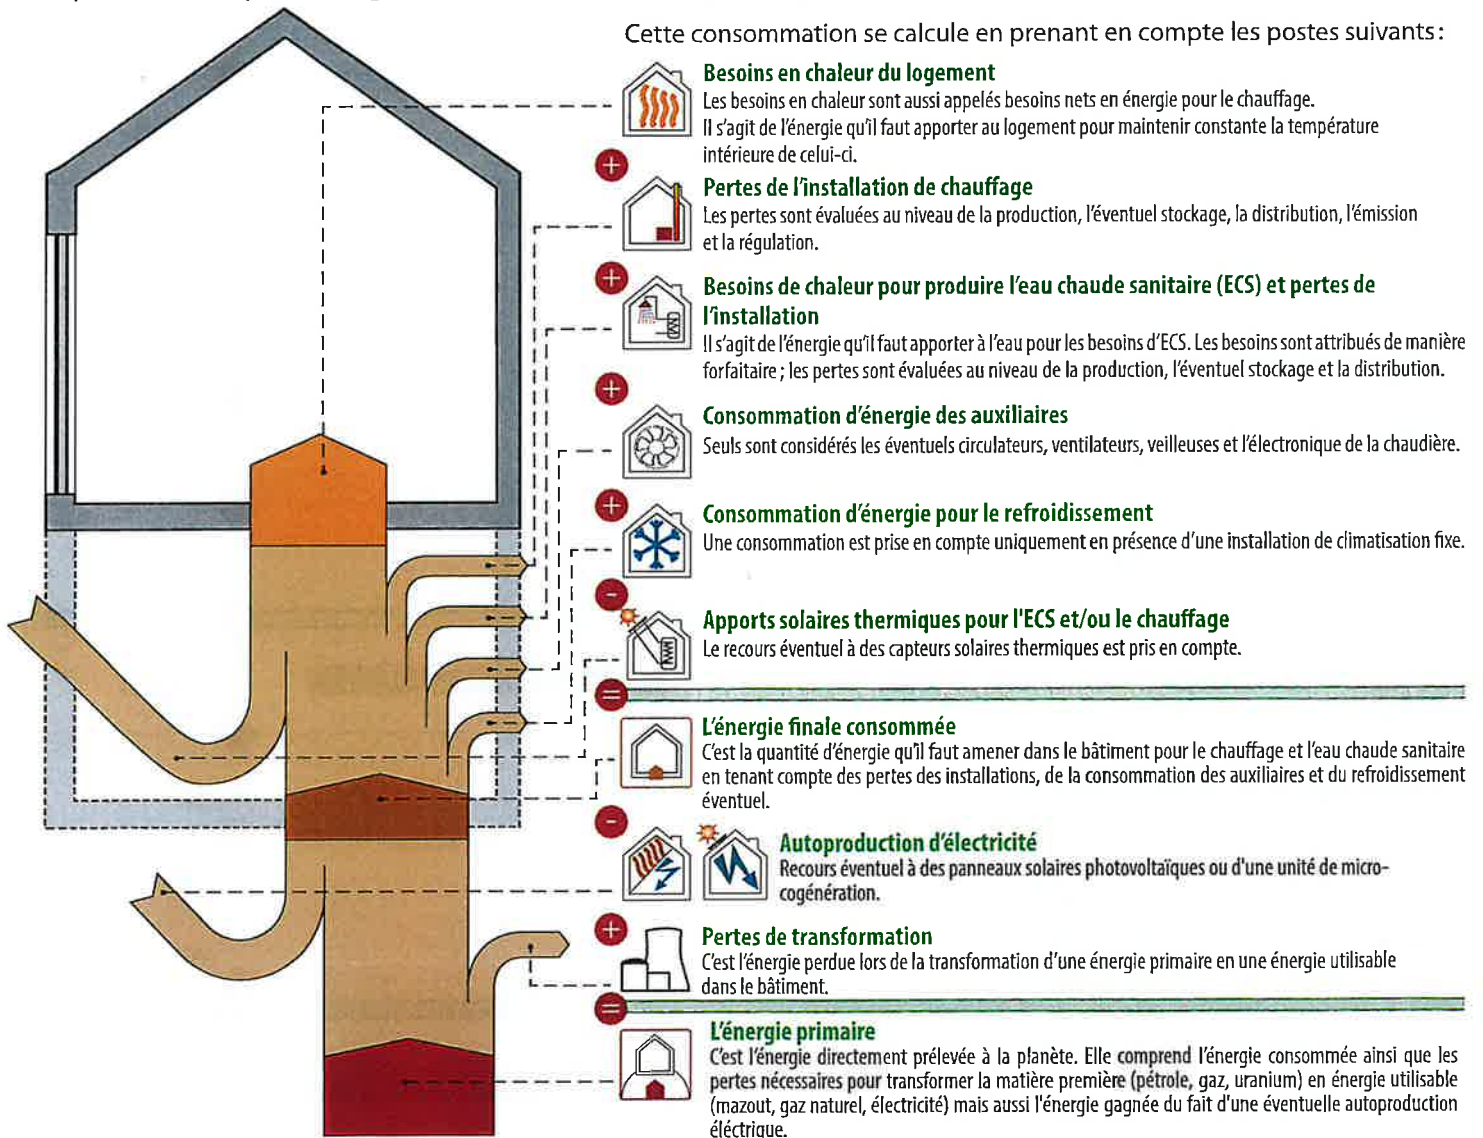 Cette consommation se calcule en prenant en compte les postes suivants :
Besoins en chaleur du logement
Les besoins en chaleur sont aussi appelés besoins nets en énergie pour le chauffage.
Il s'agit de l'énergie qu'il faut apporter au logement pour maintenir constante la température
intérieure de celui-ci.
+
Pertes de l'installation de chauffage
Les pertes sont évaluées au niveau de la production, l'éventuel stockage, la distribution, l'émission
et la régulation.
+
Besoins de chaleur pour produire l'eau chaude sanitaire (ECS) et pertes de
l'installation
Il s'agit de l'énergie qu'il faut apporter à l'eau pour les besoins d'ECS. Les besoins sont attribués de manière
forfaitaire ; les pertes sont évaluées au niveau de la production, l'éventuel stockage et la distribution.
+
Consommation d'énergie des auxiliaires
Seuls sont considérés les éventuels circulateurs, ventilateurs, veilleuses et l'électronique de la chaudière.
+
Consommation d'énergie pour le refroidissement
Une consommation est prise en compte uniquement en présence d'une installation de climatisation fixe.
-
Apports solaires thermiques pour l'ECS et/ou le chauffage
Le recours éventuel à des capteurs solaires thermiques est pris en compte.
=
L'énergie finale consommée
C'est la quantité d'énergie qu'il faut amener dans le bâtiment pour le chauffage et l'eau chaude sanitaire
en tenant compte des pertes des installations, de la consommation des auxiliaires et du refroidissement
éventuel.
-
Autoproduction d'électricité
Recours éventuel à des panneaux solaires photovoltaïques ou d'une unité de micro-
cogénération.
+
Pertes de transformation
C'est l'énergie perdue lors de la transformation d'une énergie primaire en une énergie utilisable
dans le bâtiment.
=
L'énergie primaire
C'est l'énergie directement prélevée à la planète. Elle comprend l'énergie consommée ainsi que les
pertes nécessaires pour transformer la matière première (pétrole, gaz, uranium) en énergie utilisable
(mazout, gaz naturel, électricité) mais aussi l'énergie gagnée du fait d'une éventuelle autoproduction
éléctrique.